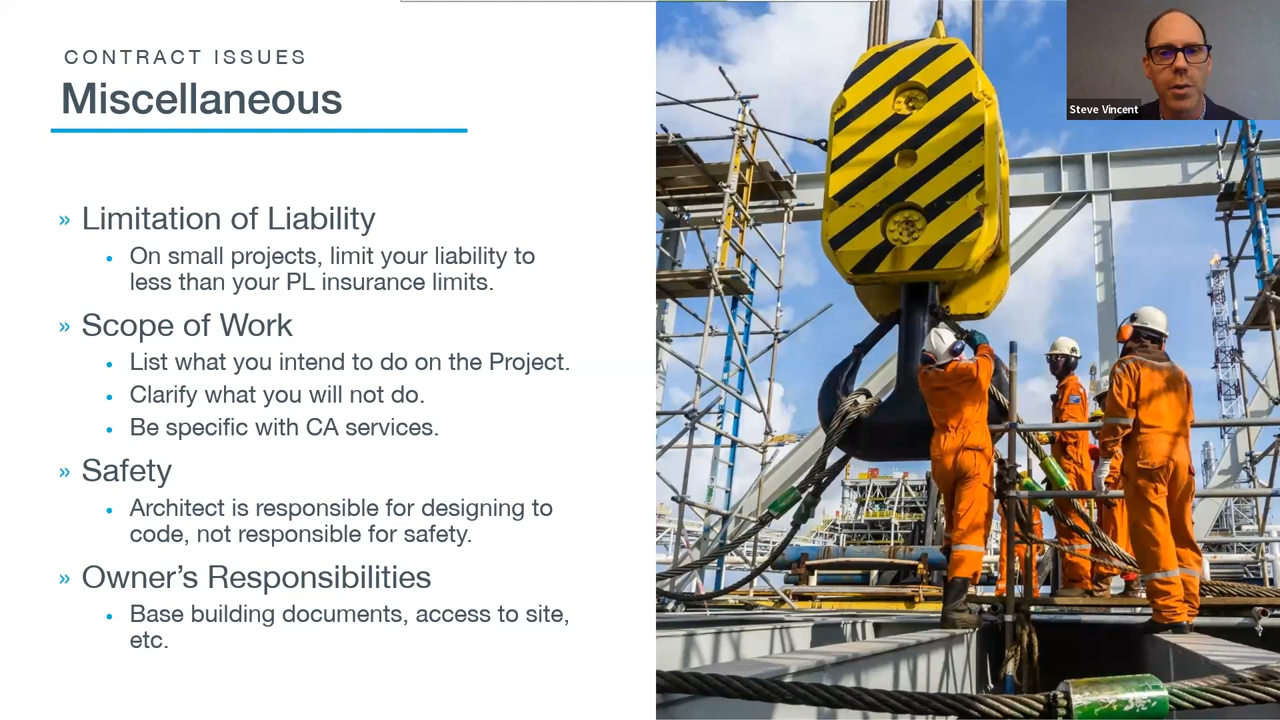 CONTRACT ISSUES
Miscellaneous
» Limitation of Liability
• On small projects, limit your liability to
less than your PL insurance limits.
» Scope of Work
• List what you intend to do on the Project.
• Clarify what you will not do.
• Be specific with CA services.
» Safety
• Architect is responsible for designing to
code, not responsible for safety.
» Owner’s Responsibilities
• Base building documents, access to site,
etc.
Steve Vincent